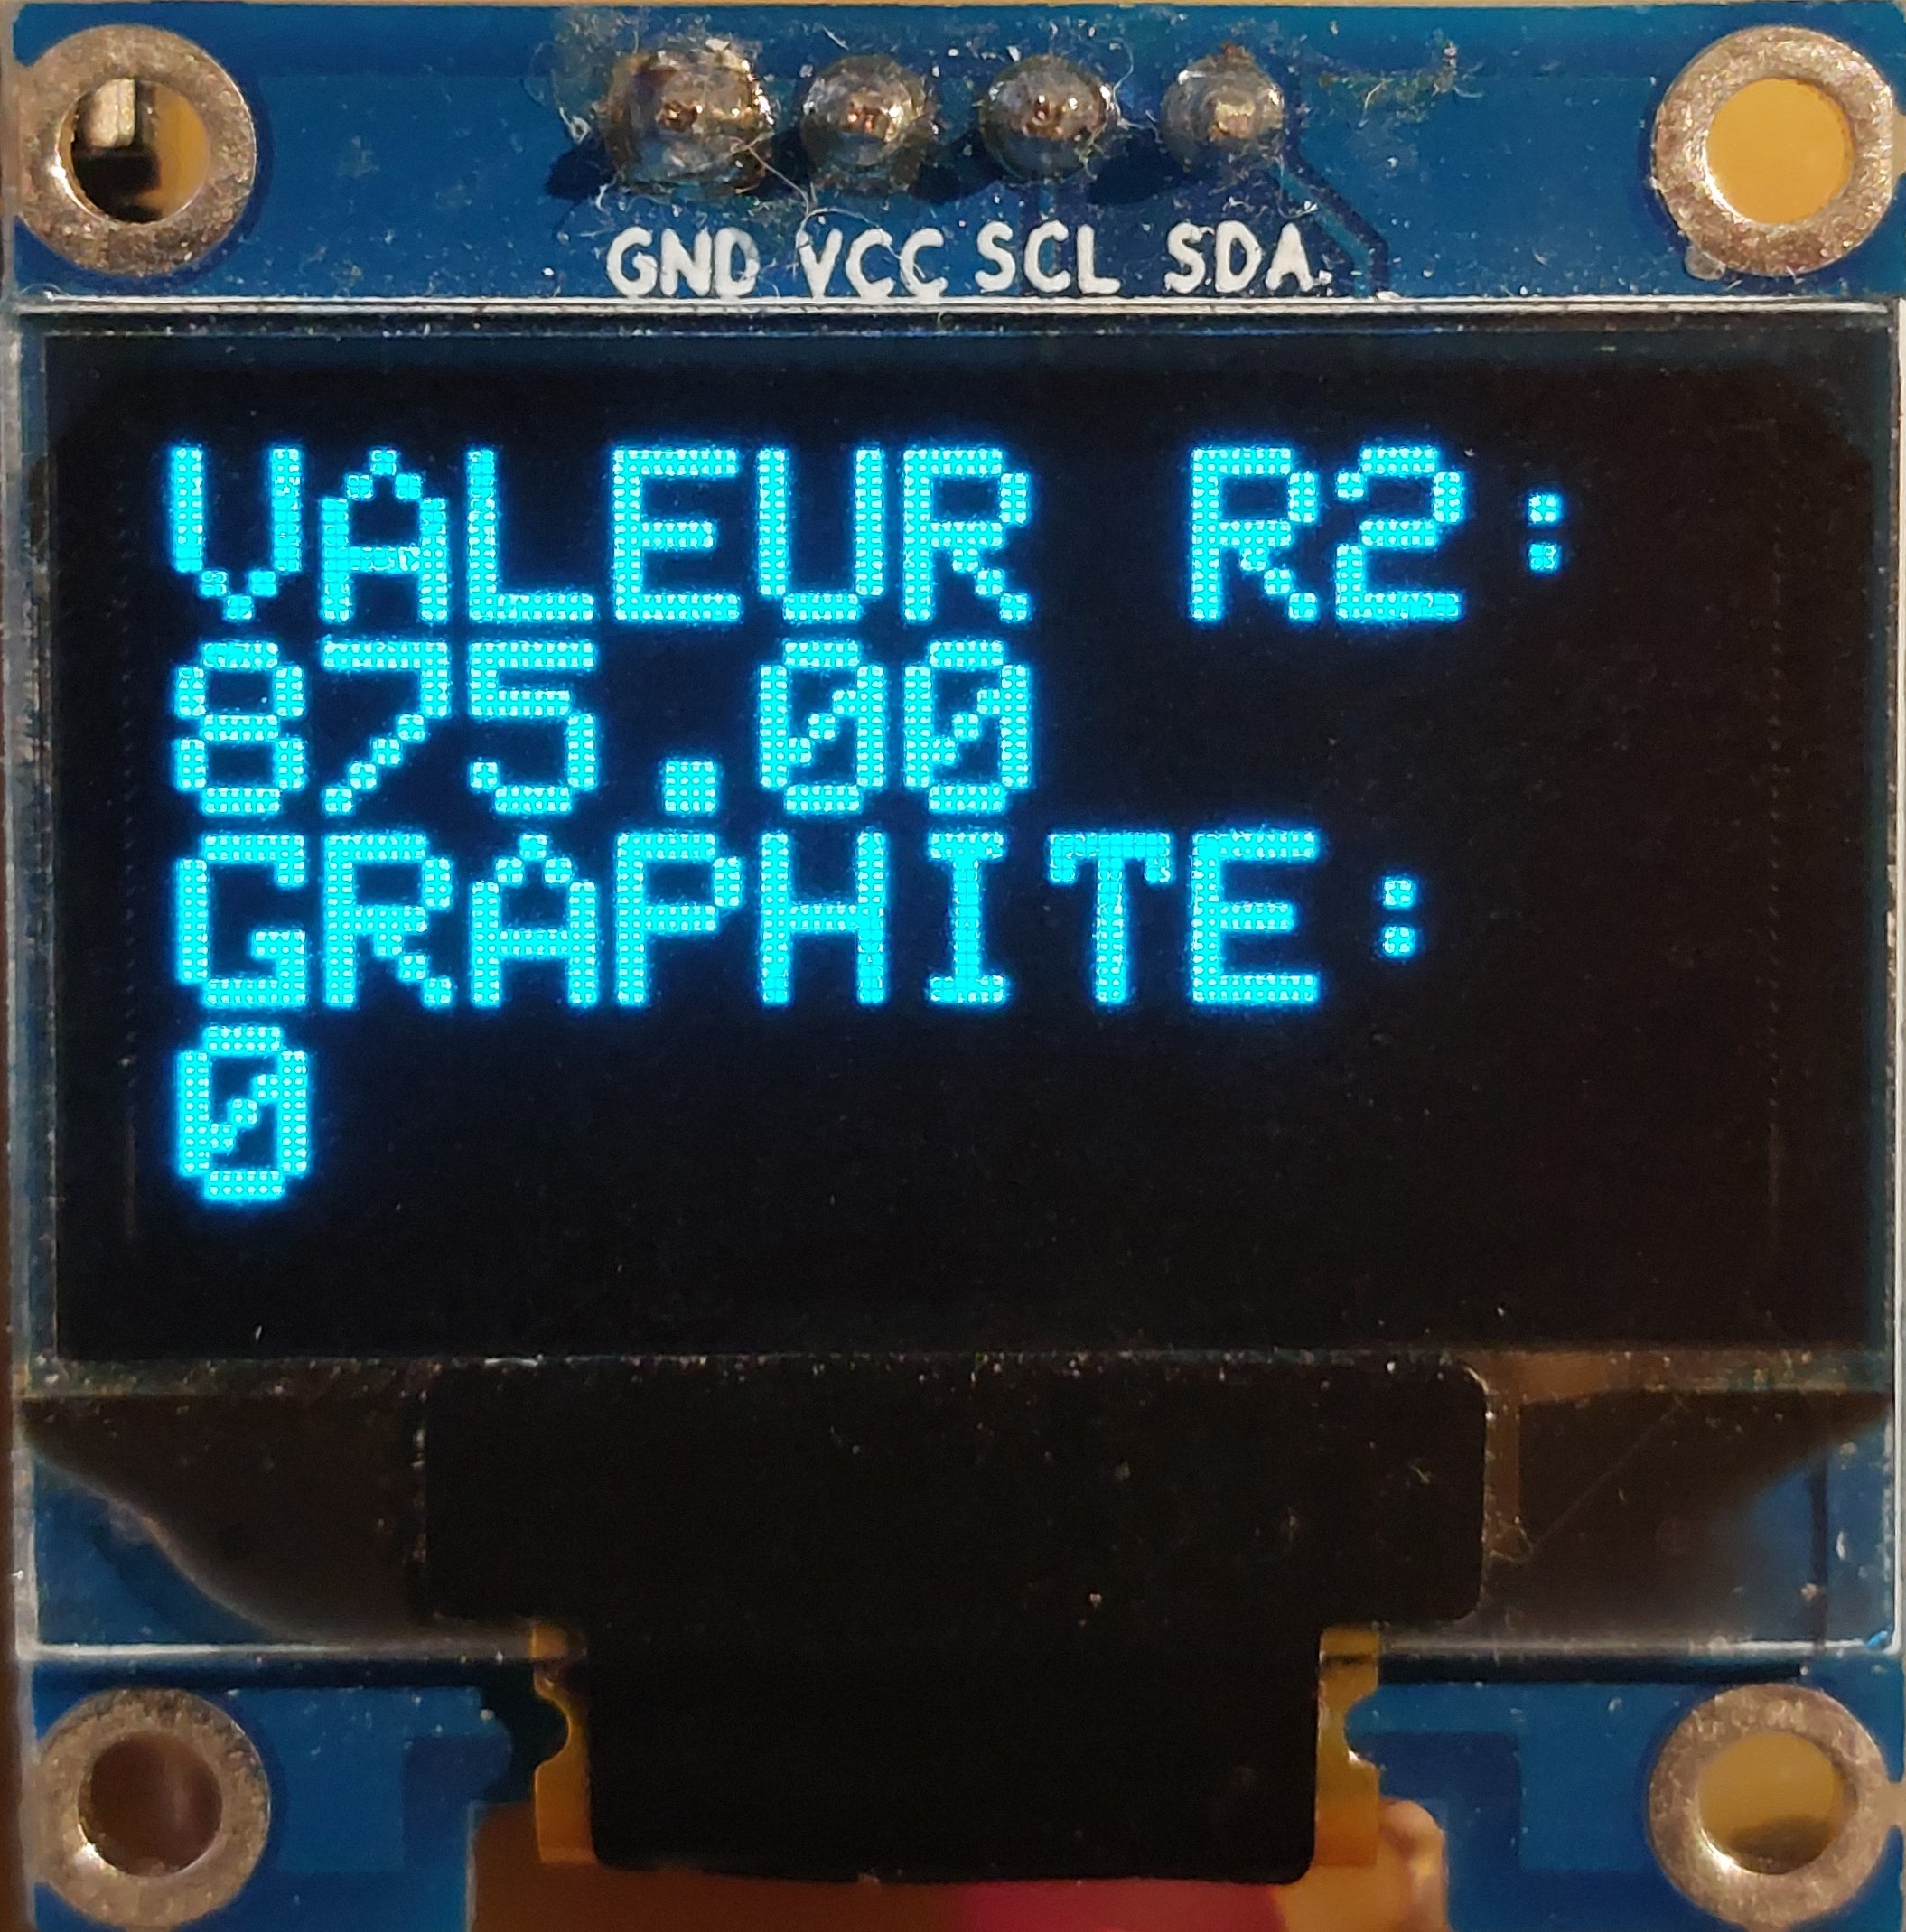 GND VCC SCL SDA
VALEUR R2:
875.00
GRAPHITE:
0